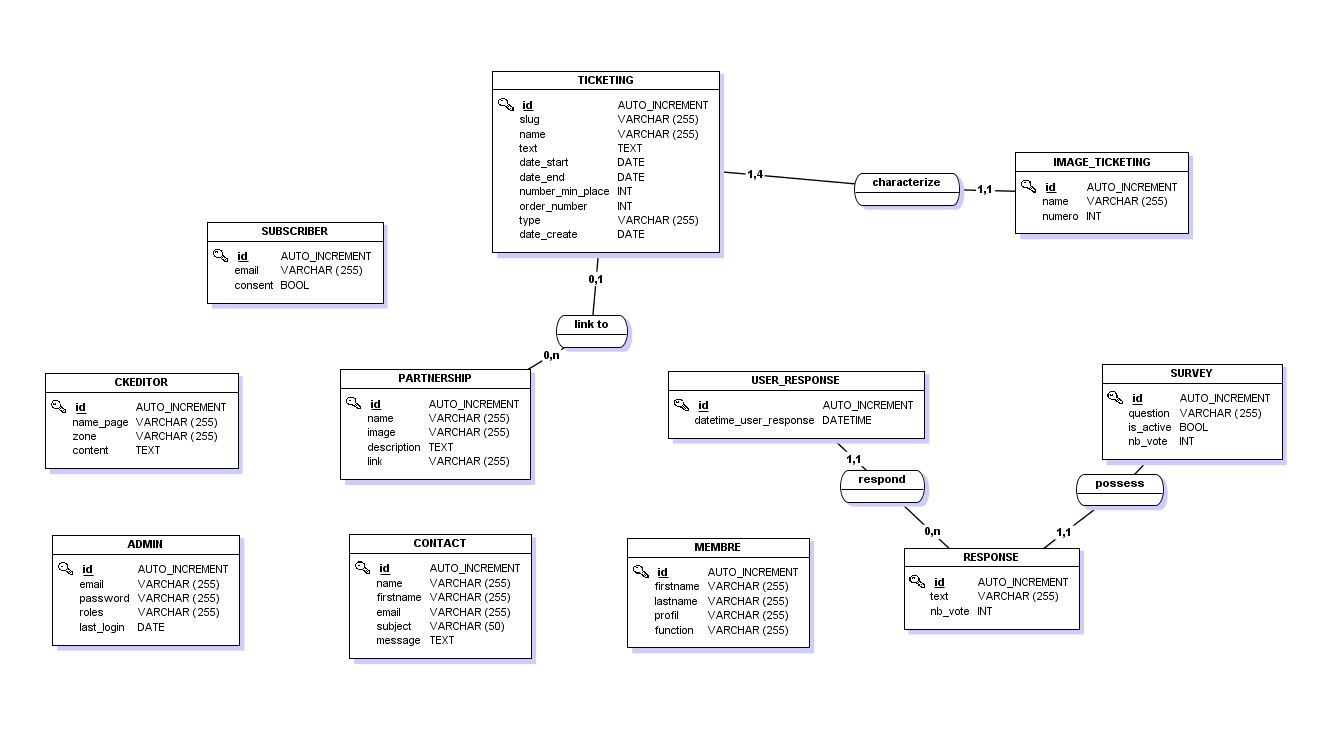 TICKETING
id AUTO_INCREMENT
slug VARCHAR (255)
name VARCHAR (255)
text TEXT
date_start DATE
date_end DATE
number_min_place INT
order_number INT
type VARCHAR (255)
date_create DATE
1,4
characterize
1,1
IMAGE_TICKETING
id AUTO_INCREMENT
name VARCHAR (255)
numero INT
SUBSCRIBER
id AUTO_INCREMENT
email VARCHAR (255)
consent BOOL
0,1
link to
0,n
CKEDITOR
id AUTO_INCREMENT
name_page VARCHAR (255)
zone VARCHAR (255)
content TEXT
PARTNERSHIP
id AUTO_INCREMENT
name VARCHAR (255)
image VARCHAR (255)
description TEXT
link VARCHAR (255)
USER_RESPONSE
id AUTO_INCREMENT
datetime_user_response DATETIME
SURVEY
id AUTO_INCREMENT
question VARCHAR (255)
is_active BOOL
nb_vote INT
1,1
respond
0,n
possess
1,1
ADMIN
id AUTO_INCREMENT
email VARCHAR (255)
password VARCHAR (255)
roles VARCHAR (255)
last_login DATE
CONTACT
id AUTO_INCREMENT
name VARCHAR (255)
firstname VARCHAR (255)
email VARCHAR (255)
subject VARCHAR (50)
message TEXT
MEMBRE
id AUTO_INCREMENT
firstname VARCHAR (255)
lastname VARCHAR (255)
profil VARCHAR (255)
function VARCHAR (255)
RESPONSE
id AUTO_INCREMENT
text VARCHAR (255)
nb_vote INT